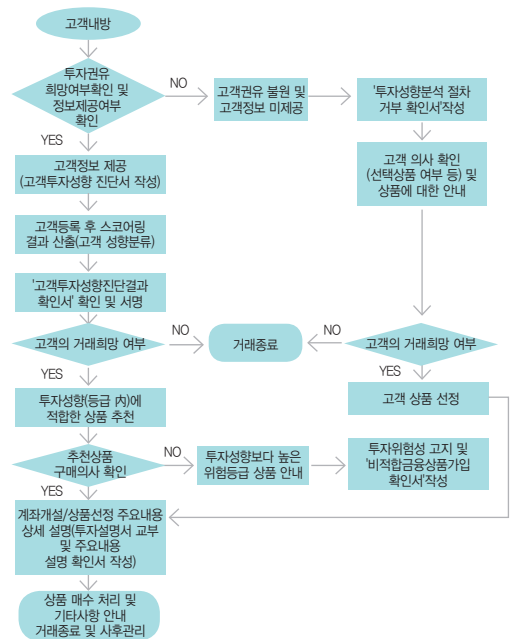 고객내방
투자권유
희망여부확인 및
정보제공여부
확인
NO
고객권유 불원 및
고객정보 미제공
'투자성향분석 절차
거부 확인서'작성
YES
고객정보 제공
(고객투자성향 진단서 작성)
고객 의사 확인
(선택상품 여부 등) 및
상품에 대한 안내
고객등록 후 스코어링
결과 산출(고객 성향분류)
'고객투자성향진단결과
확인서' 확인 및 서명
고객의 거래희망 여부
NO
거래종료
NO
고객의 거래희망 여부
YES
YES
투자성향(등급 內)에
적합한 상품 추천
고객 상품 선정
추천상품
구매의사 확인
NO
투자성향보다 높은
위험등급 상품 안내
투자위험성 고지 및
'비적합금융상품가입
확인서'작성
YES
계좌개설/상품선정 주요내용
상세 설명(투자설명서 교부
및 주요내용
설명 확인서 작성)
상품 매수 처리 및
기타사항 안내
거래종료 및 사후관리